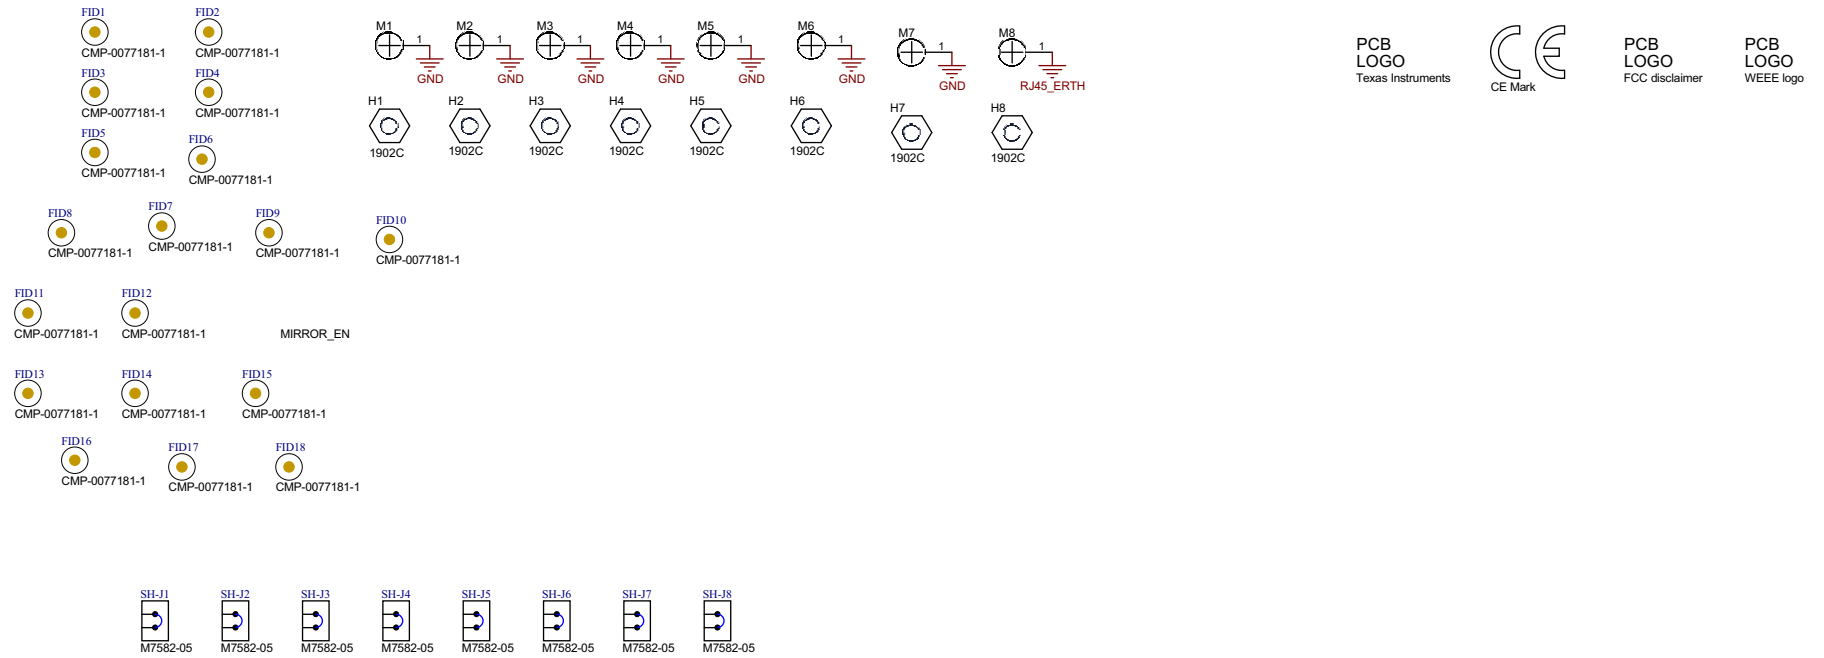 FID1 FID2
CMP-0077181-1 CMP-0077181-1
FID3 FID4
CMP-0077181-1 CMP-0077181-1
FID5 FID6
CMP-0077181-1 CMP-0077181-1
FID8 FID7 FID9 FID10
CMP-0077181-1 CMP-0077181-1 CMP-0077181-1 CMP-0077181-1
FID11 FID12
CMP-0077181-1 CMP-0077181-1 MIRROR_EN
FID13 FID14 FID15
CMP-0077181-1 CMP-0077181-1 CMP-0077181-1
FID16 FID17 FID18
CMP-0077181-1 CMP-0077181-1 CMP-0077181-1
M1 M2 M3 M4 M5 M6 M7 M8
1 1 1 1 1 1 1 1
GND GND GND GND GND GND GND RJ45_ERTH
H1 H2 H3 H4 H5 H6 H7 H8
1902C 1902C 1902C 1902C 1902C 1902C 1902C 1902C
PCB
LOGO
Texas Instruments
CE
CE Mark
PCB
LOGO
FCC disclaimer
PCB
LOGO
WEEE logo
SH-J1 SH-J2 SH-J3 SH-J4 SH-J5 SH-J6 SH-J7 SH-J8
M7582-05 M7582-05 M7582-05 M7582-05 M7582-05 M7582-05 M7582-05 M7582-05